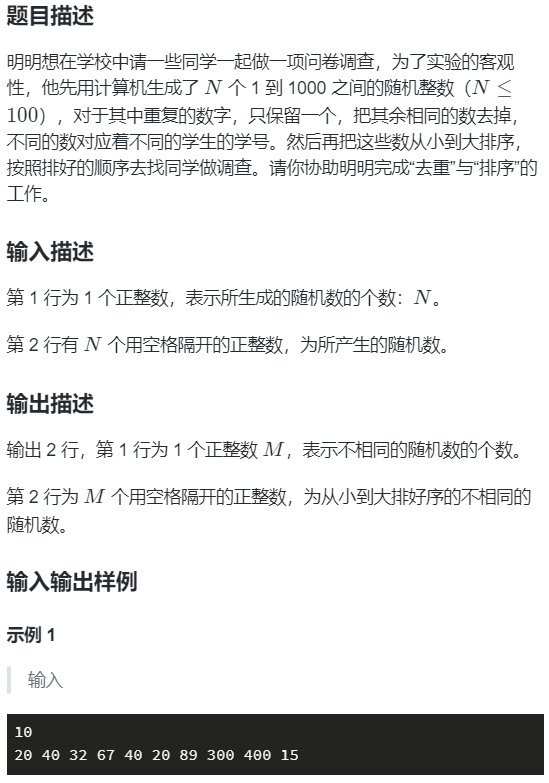 题目描述
明明想在学校中请一些同学一起做一项问卷调查，为了实验的客观
性，他先用计算机生成了 N 个 1 到 1000 之间的随机整数（N ≤
100），对于其中重复的数字，只保留一个，把其余相同的数去掉，
不同的数对应着不同的学生的学号。然后再把这些数从小到大排序，
按照排好的顺序去找同学做调查。请你协助明明完成“去重”与“排序”的
工作。
输入描述
第 1 行为 1 个正整数，表示所生成的随机数的个数：N。
第 2 行有 N 个用空格隔开的正整数，为所产生的随机数。
输出描述
输出 2 行，第 1 行为 1 个正整数 M，表示不相同的随机数的个数。
第 2 行为 M 个用空格隔开的正整数，为从小到大排好序的不相同的
随机数。
输入输出样例
示例 1
输入
10
20 40 32 67 40 20 89 300 400 15